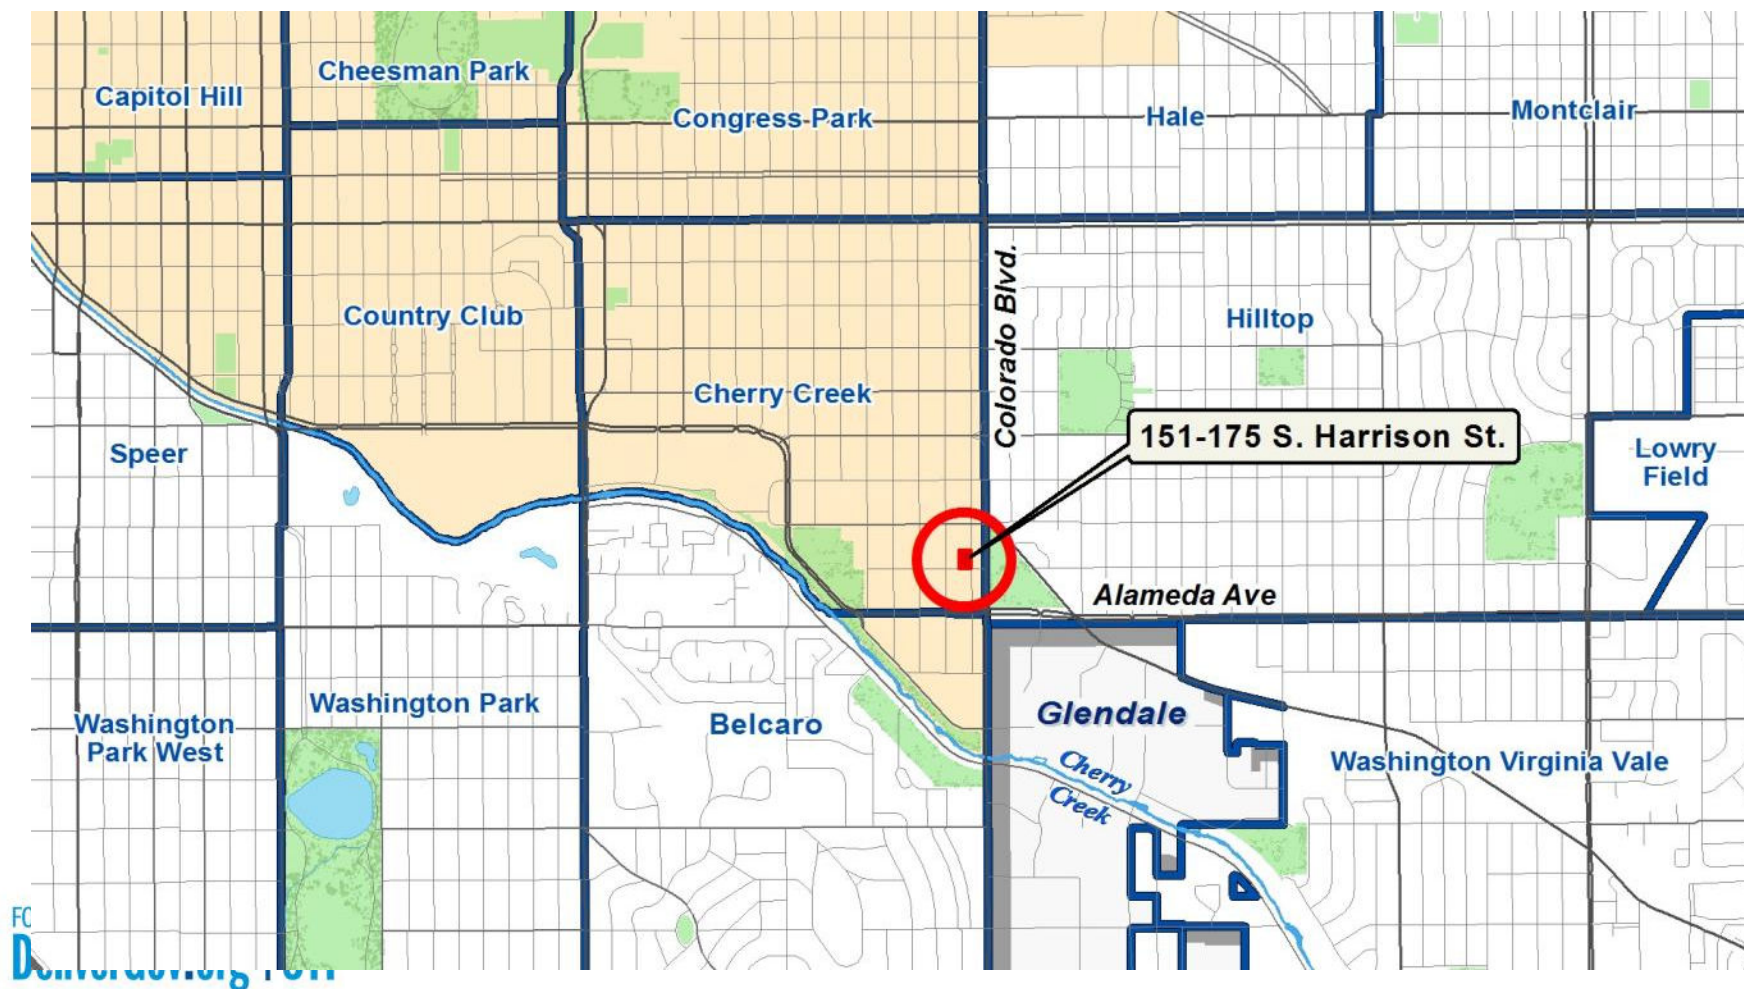 Cheesman Park
Capitol Hill
Congress Park
Hale
Montclair
Country Club
Colorado Blvd.
Hilltop
Cherry Creek
151-175 S. Harrison St.
Speer
Lowry
Field
Alameda Ave
Washington Park
Glendale
Washington
Park West
Belcaro
Washington Virginia Vale
Cherry
Creek